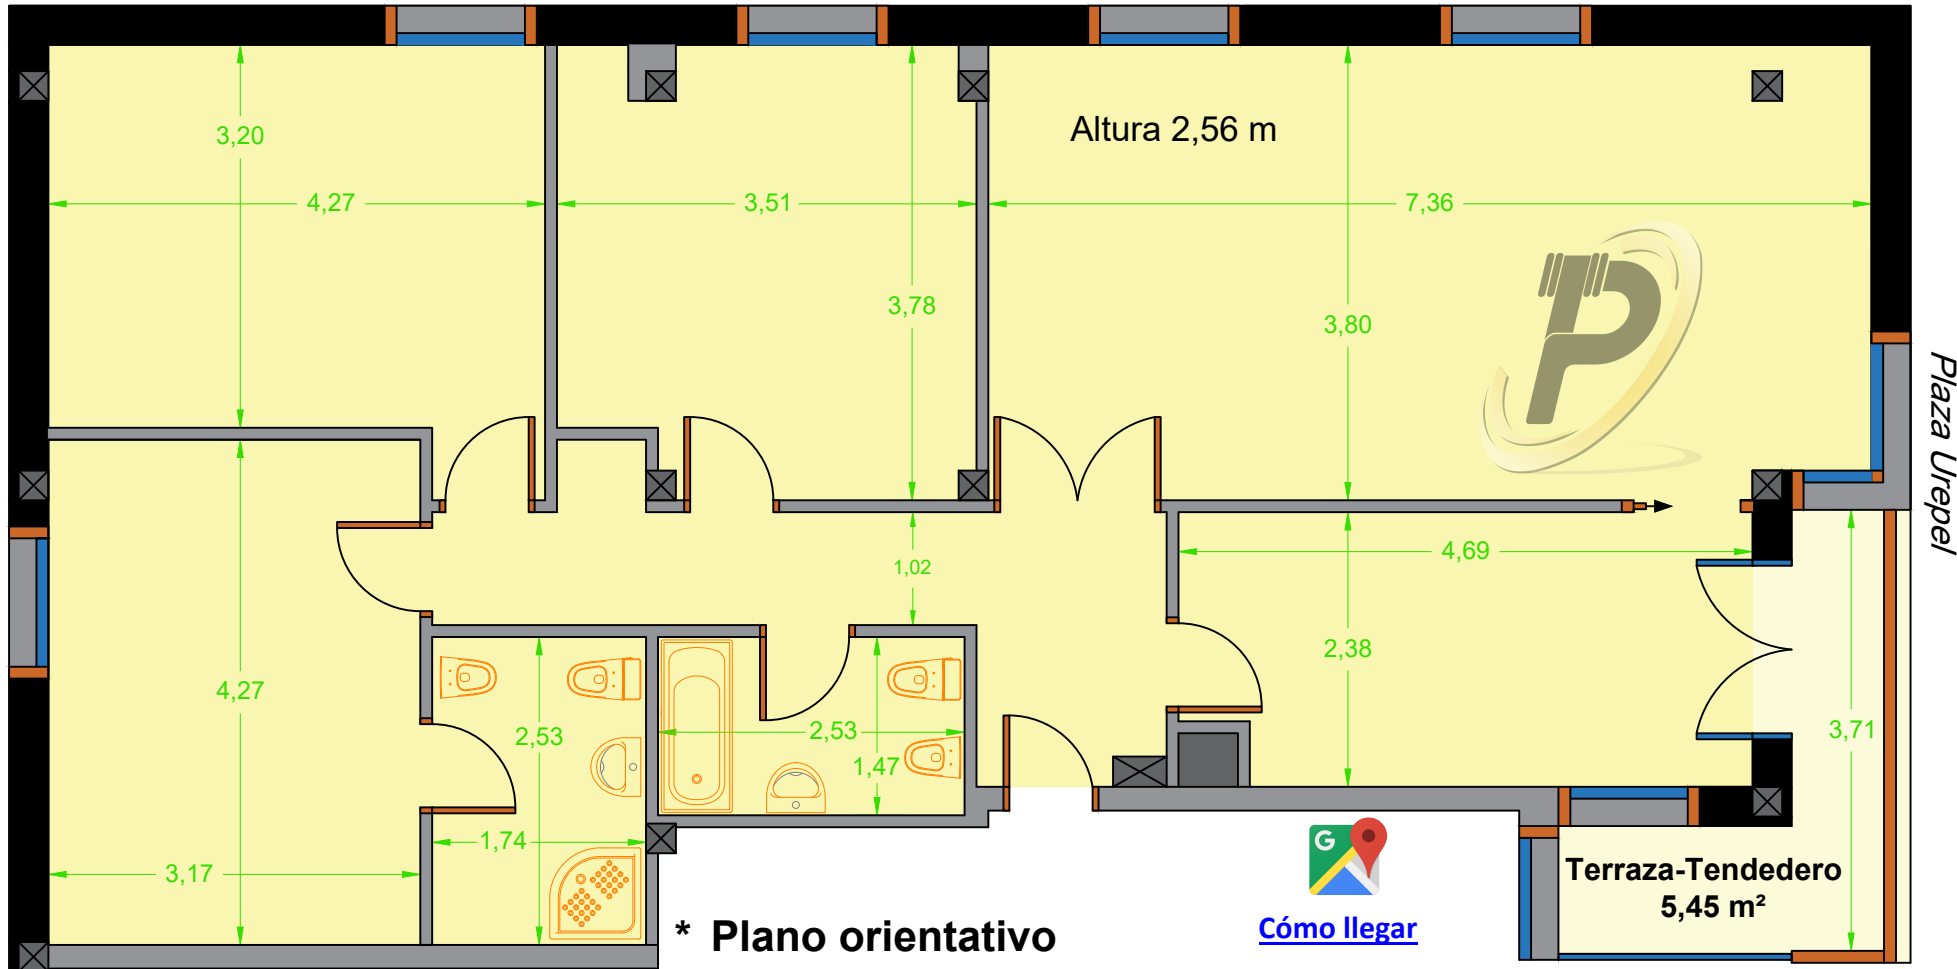 Altura 2,56 m
3,20
4,27
3,51
7,36
3,78
3,80
P
Plaza Urepel
1,02
4,69
2,38
4,27
2,53
2,53
1,47
3,71
1,74
3,17
G
Terraza-Tendedero
5,45 m²
Cómo llegar
* Plano orientativo